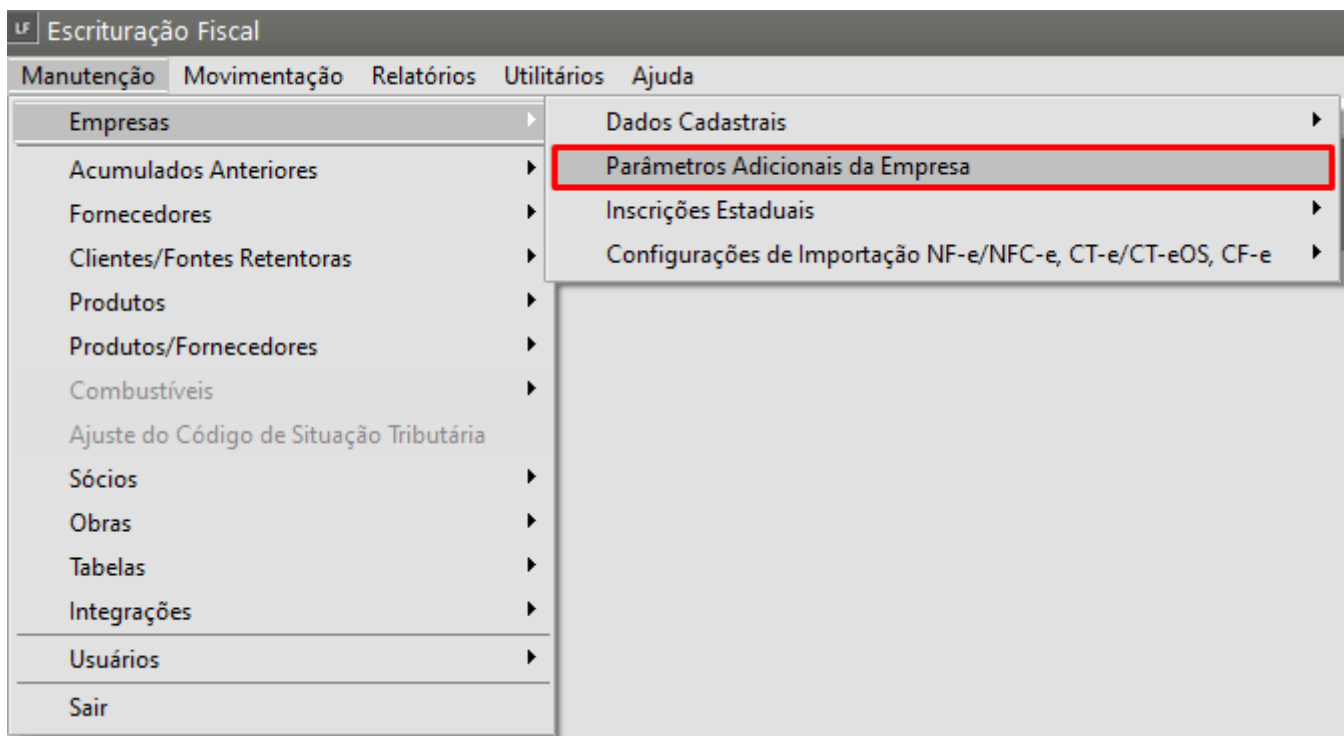 LF Escrituração Fiscal
Manutenção Movimentação Relatórios Utilitários Ajuda
Empresas
Dados Cadastrais
Acumulados Anteriores
Parâmetros Adicionais da Empresa
Fornecedores
Inscrições Estaduais
Clientes/Fontes Retentoras
Configurações de Importação NF-e/NFC-e, CT-e/CT-eOS, CF-e
Produtos
Produtos/Fornecedores
Combustíveis
Ajuste do Código de Situação Tributária
Sócios
Obras
Tabelas
Integrações
Usuários
Sair